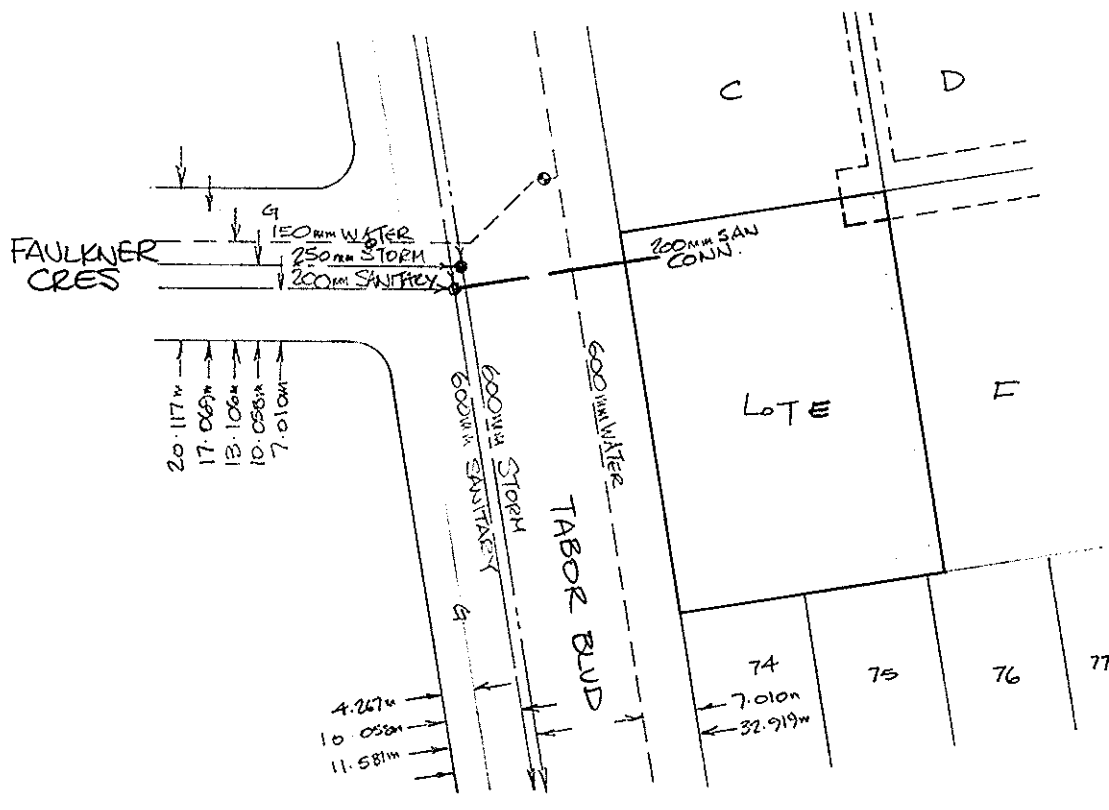 C
D
G
150mm WATER
FAULKNER
CRES
250mm STORM
200mm SANITARY
200mm SAN
CONN.
20.117m
17.069m
13.106m
10.058m
7.010m
600mm SANITARY
600mm STORM
600mm WATER
TABOR BLVD
LOT E
F
G
74
75
76
77
4.267m
10.058m
11.581m
7.010m
32.919m